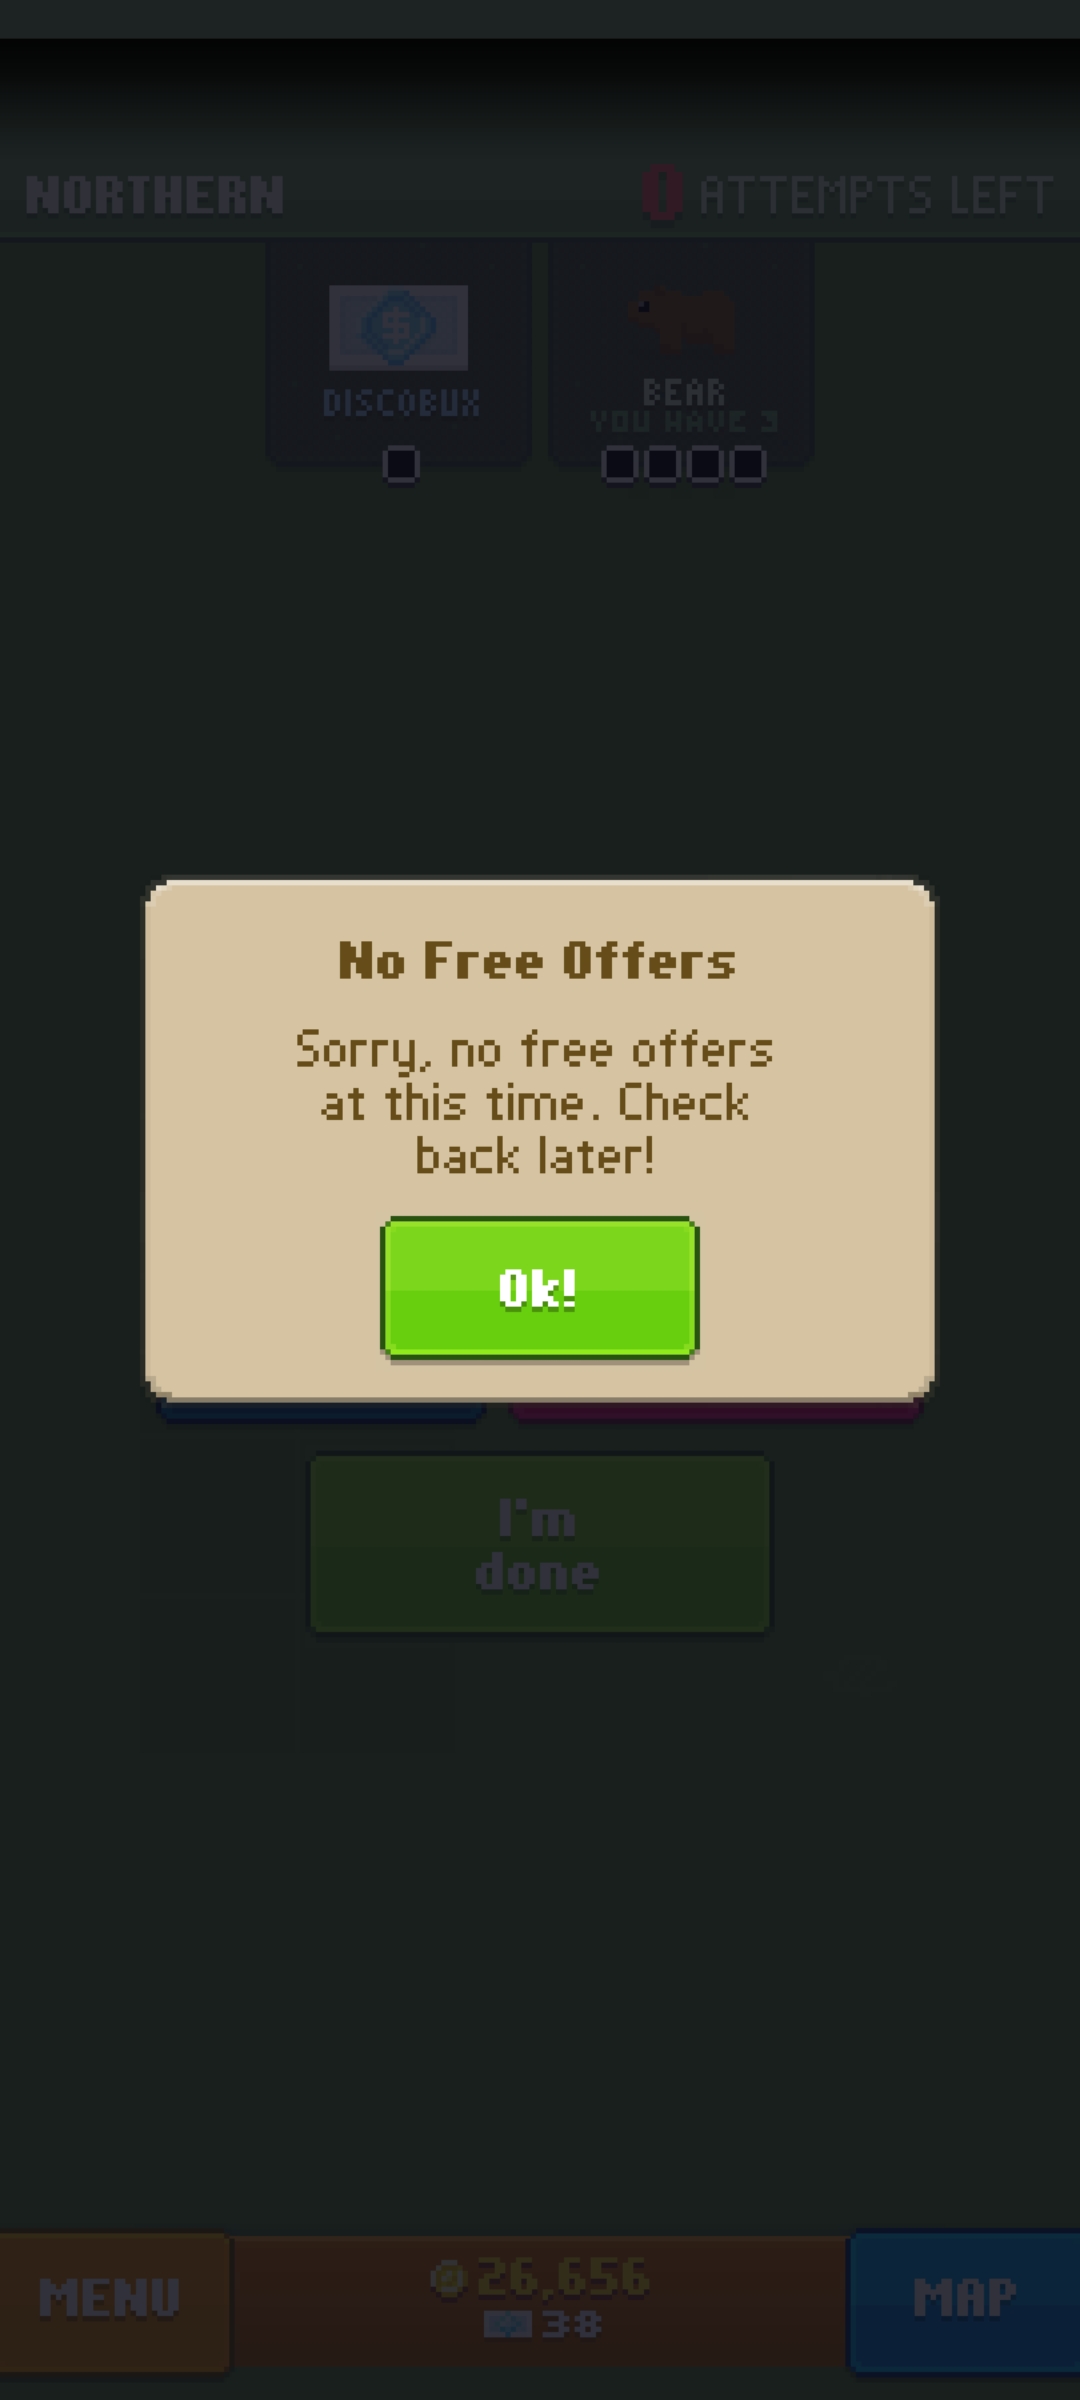 NORTHERN
0 ATTEMPTS LEFT
DISCOBUX
BEAR
YOU HAVE 3
No Free Offers
Sorry, no free offers
at this time. Check
back later!
Ok!
I'm
done
MENU
26,656
38
MAP